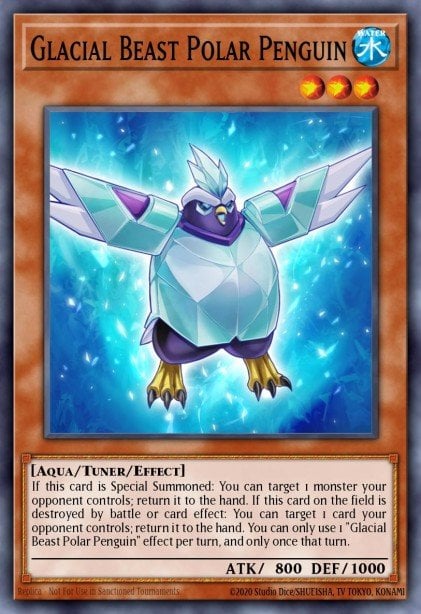 GLACIAL BEAST POLAR PENGUIN
WATER
水
[AQUA/TUNER/EFFECT]
If this card is Special Summoned: You can target 1 monster your
opponent controls; return it to the hand. If this card on the field is
destroyed by battle or card effect: You can target 1 card your
opponent controls; return it to the hand. You can only use 1 "Glacial
Beast Polar Penguin" effect per turn, and only once that turn.
ATK/ 800 DEF/1000
Replica - Not For Use in Sanctioned Tournaments
©2020 Studio Dice/SHUEISHA, TV TOKYO, KONAMI